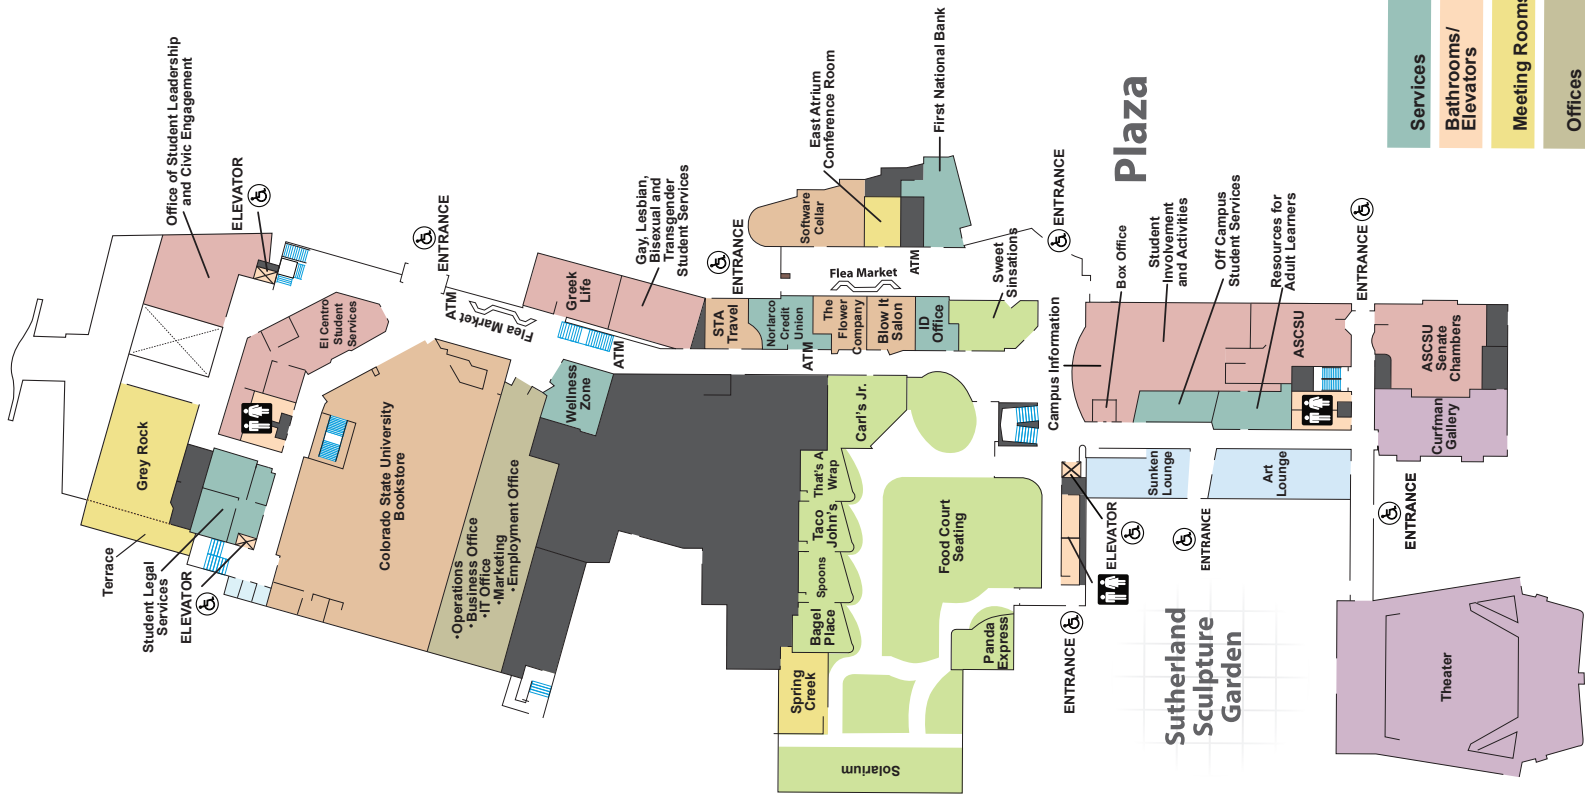 Office of Student Leadership
and Civic Engagement
ELEVATOR
ENTRANCE
ATM
Flea Market
El Centro
Student
Services
Grey Rock
Terrace
Student Legal
Services
ELEVATOR
Colorado State University
Bookstore
•Operations
•Business Office
•IT Office
•Marketing
•Employment Office
Wellness
Zone
Greek
Life
Gay, Lesbian,
Bisexual and
Transgender
Student Services
ATM
ENTRANCE
STA
Travel
Norlarco
Credit
Union
ATM
The
Flower
Company
Blow It
Salon
ID
Office
Sweet
Sinsations
Flea Market
ATM
Software
Cellar
East Atrium
Conference Room
First National Bank
ENTRANCE
Plaza
Carl's Jr.
That's A
Wrap
Taco
John's
Spoons
Bagel
Place
Spring
Creek
Solarium
Food Court
Seating
Panda
Express
ENTRANCE
Campus Information
Box Office
Student
Involvement
and Activities
Off Campus
Student Services
Resources for
Adult Learners
ASCSU
ENTRANCE
ASCSU
Senate
Chambers
Curfman
Gallery
Sunken
Lounge
Art
Lounge
ELEVATOR
ENTRANCE
ENTRANCE
Sutherland
Sculpture
Garden
Theater
Services
Bathrooms/
Elevators
Meeting Rooms
Offices